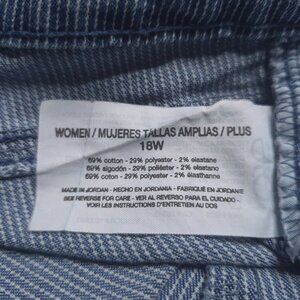 WOMEN / MUJERES TALLAS AMPLIAS / PLUS
18W
69% cotton - 29% polyester - 2% elastane
69% algodón - 29% poliéster - 2% elastano
69% coton - 29% polyester - 2% élasthanne
MADE IN JORDAN - HECHO EN JORDANIA - FABRIQUÉ EN JORDANIE
SEE REVERSE FOR CARE - VER AL REVERSO PARA EL CUIDADO -
VOIR LES INSTRUCTIONS D'ENTRETIEN AU DOS